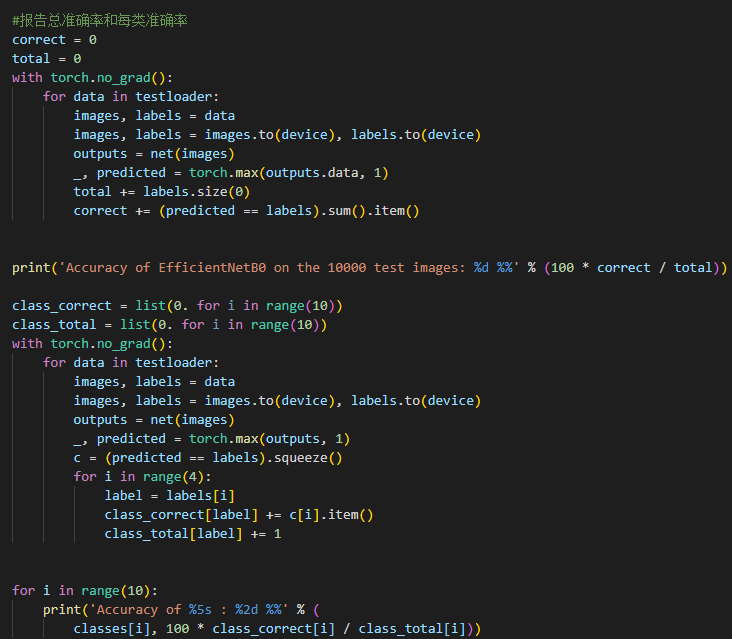 #报告总准确率和每类准确率
correct = 0
total = 0
with torch.no_grad():
    for data in testloader:
        images, labels = data
        images, labels = images.to(device), labels.to(device)
        outputs = net(images)
        _, predicted = torch.max(outputs.data, 1)
        total += labels.size(0)
        correct += (predicted == labels).sum().item()
print('Accuracy of EfficientNetB0 on the 10000 test images: %d %%' % (100 * correct / total))
class_correct = list(0. for i in range(10))
class_total = list(0. for i in range(10))
with torch.no_grad():
    for data in testloader:
        images, labels = data
        images, labels = images.to(device), labels.to(device)
        outputs = net(images)
        _, predicted = torch.max(outputs, 1)
        c = (predicted == labels).squeeze()
        for i in range(4):
            label = labels[i]
            class_correct[label] += c[i].item()
            class_total[label] += 1
for i in range(10):
    print('Accuracy of %5s : %2d %%' % (
        classes[i], 100 * class_correct[i] / class_total[i]))